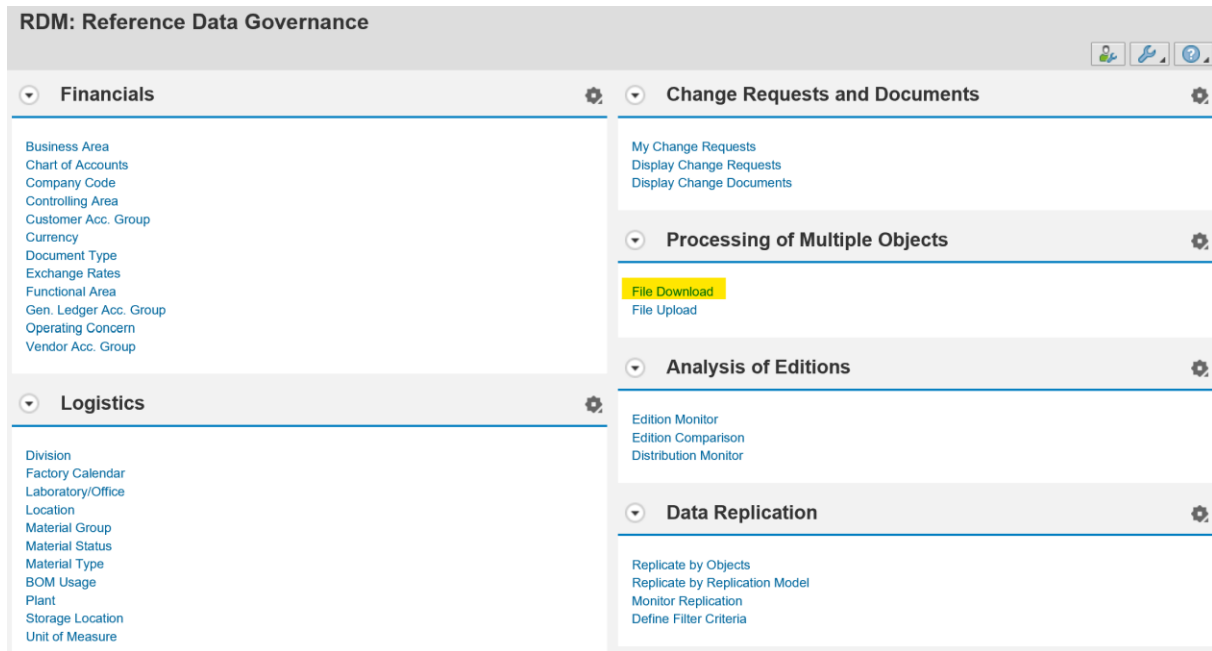 RDM: Reference Data Governance
Financials
Business Area
Chart of Accounts
Company Code
Controlling Area
Customer Acc. Group
Currency
Document Type
Exchange Rates
Functional Area
Gen. Ledger Acc. Group
Operating Concern
Vendor Acc. Group
Logistics
Division
Factory Calendar
Laboratory/Office
Location
Material Group
Material Status
Material Type
BOM Usage
Plant
Storage Location
Unit of Measure
Change Requests and Documents
My Change Requests
Display Change Requests
Display Change Documents
Processing of Multiple Objects
File Download
File Upload
Analysis of Editions
Edition Monitor
Edition Comparison
Distribution Monitor
Data Replication
Replicate by Objects
Replicate by Replication Model
Monitor Replication
Define Filter Criteria